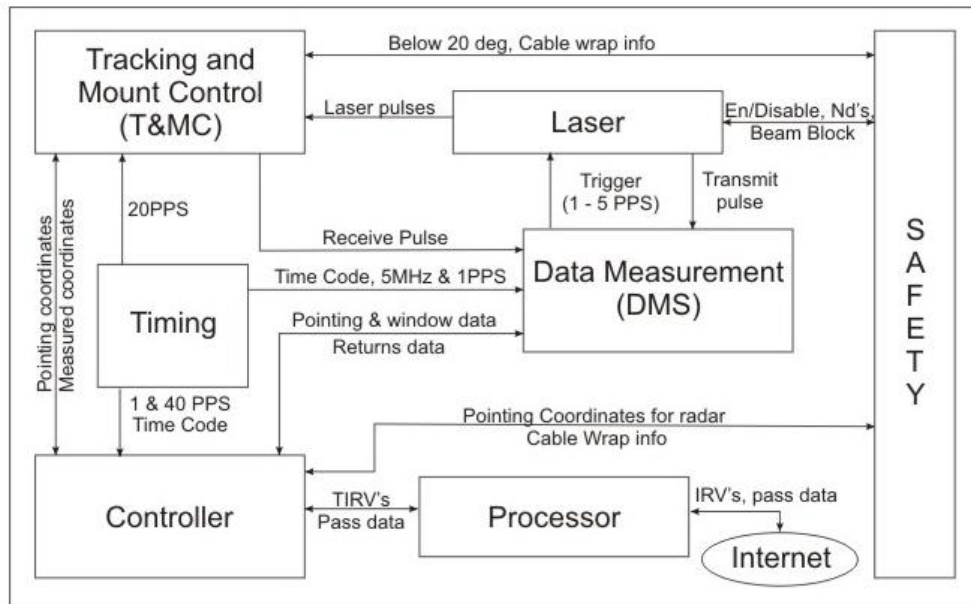 Below 20 deg, Cable wrap info
Tracking and
Mount Control
(T&MC)
Laser pulses
Laser
En/Disable, Nd's,
Beam Block
Trigger
(1 - 5 PPS)
Transmit
pulse
20PPS
Pointing coordinates
Measured coordinates
Receive Pulse
Time Code, 5MHz & 1PPS
Data Measurement
(DMS)
Timing
Pointing & window data
Returns data
1 & 40 PPS
Time Code
Pointing Coordinates for radar
Cable Wrap info
Controller
TIRV's
Pass data
Processor
IRV's, pass data
Internet
S
A
F
E
T
Y